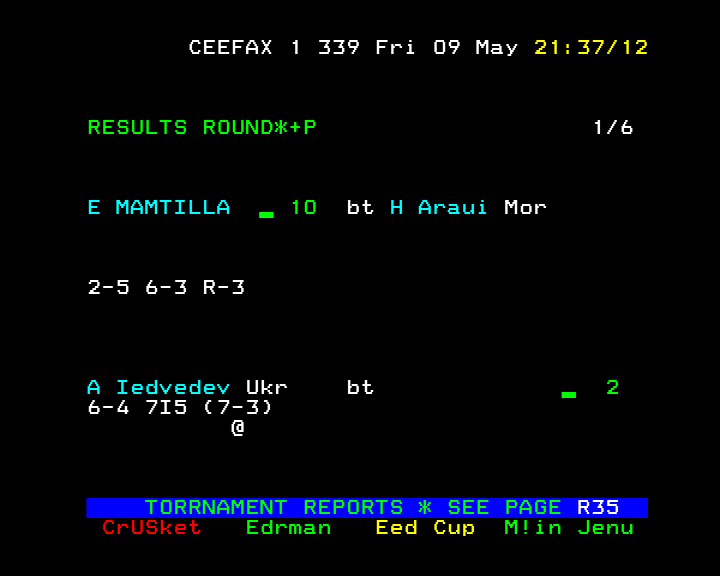 CEEFAX 1 339 Fri 09 May 21:37/12
RESULTS ROUND*+P 1/6
E MAMTILLA 10 bt H Araui Mor
2-5 6-3 R-3
A Iedvedev Ukr bt 2
6-4 7I5 (7-3)
@
TORRNAMENT REPORTS * SEE PAGE R35
CrUSket Edrman Eed Cup M!in Jenu